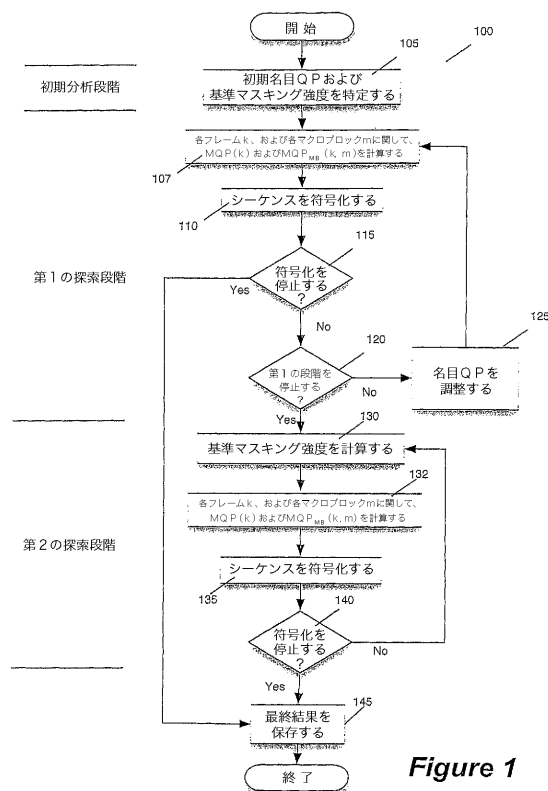 開始
100
105
初期分析段階
初期名目QPおよび
基準マスキング強度を特定する
各フレームk、および各マクロブロックmに関して、
MQP(k)およびMQPMB(k, m)を計算する
107
シーケンスを符号化する
110
115
符号化を
停止する
?
Yes
No
第1の探索段階
120
125
第1の段階を
停止する
?
No
Yes
名目QPを
調整する
130
基準マスキング強度を計算する
132
各フレームk、および各マクロブロックmに関して、
MQP(k)およびMQPMB(k, m)を計算する
第2の探索段階
シーケンスを符号化する
135
140
符号化を
停止する
?
No
Yes
145
最終結果を
保存する
終了
Figure 1